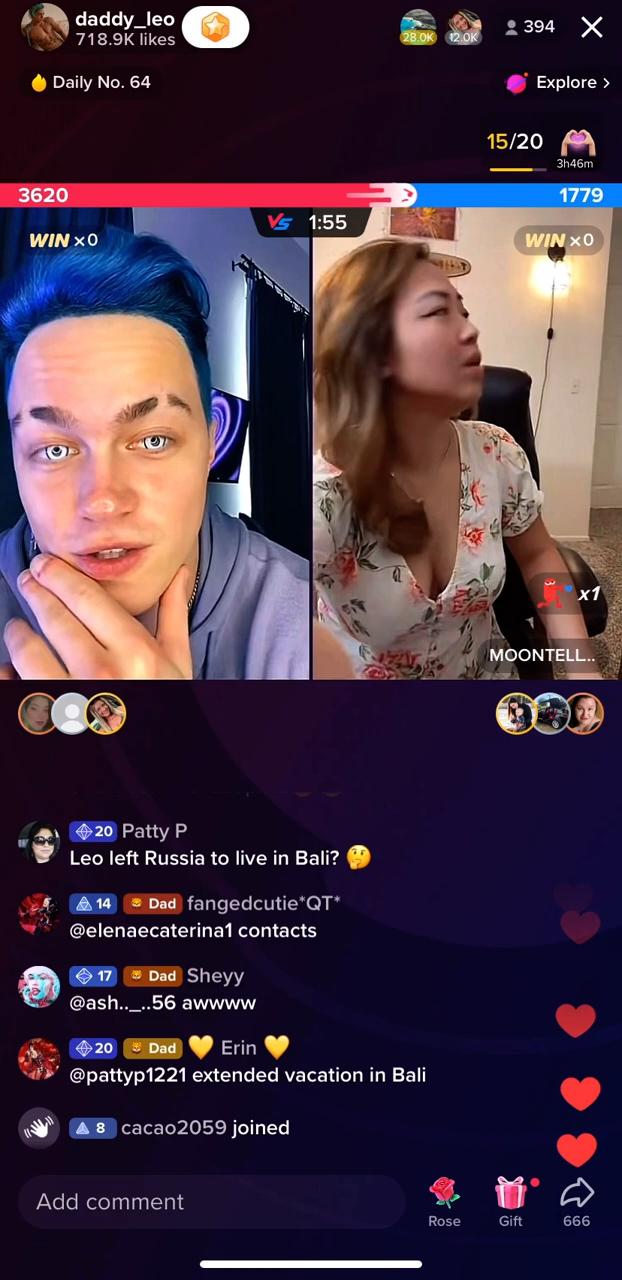 daddy_leo
718.9K likes
28.0K
12.0K
394
Daily No. 64
Explore >
15/20
3h46m
3620
1779
VS 1:55
WIN x0
WIN x0
x1
MOONTELL..
20 Patty P
Leo left Russia to live in Bali? 🤔
14 Dad fangedcutie*QT*
@elenaecaterina1 contacts
17 Dad Sheyy
@ash.._..56 awwww
20 Dad 💛 Erin 💛
@pattyp1221 extended vacation in Bali
8 cacao2059 joined
Add comment
Rose
Gift
666